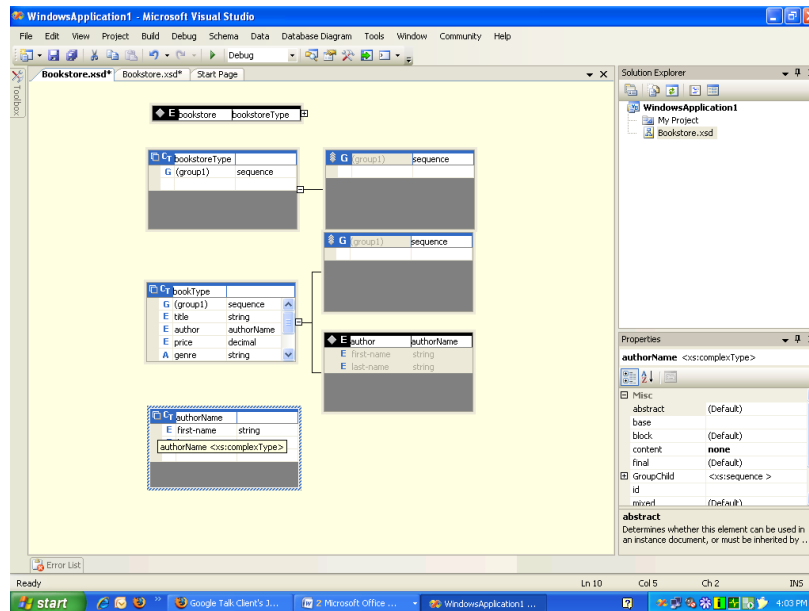 WindowsApplication1 - Microsoft Visual Studio
File Edit View Project Build Debug Schema Data Database Diagram Tools Window Community Help
Debug
Toolbox
Bookstore.xsd* Bookstore.xsd* Start Page
E bookstore bookstoreType
CT bookstoreType
G (group1) sequence
G (group1) sequence
G (group1) sequence
CT bookType
G (group1) sequence
E title string
E author authorName
E price decimal
A genre string
E author authorName
E first-name string
E last-name string
CT authorName
E first-name string
authorName <xs:complexType>
Solution Explorer
WindowsApplication1
My Project
Bookstore.xsd
Properties
authorName <xs:complexType>
Misc
abstract (Default)
base
block (Default)
content none
final (Default)
GroupChild <xs:sequence >
id
mixed (Default)
abstract
Determines whether this element can be used in
an instance document, or must be inherited by ...
Error List
Ready Ln 10 Col 5 Ch 2 INS
start Google Talk Client's J... 2 Microsoft Office ... WindowsApplication1 ... 4:03 PM